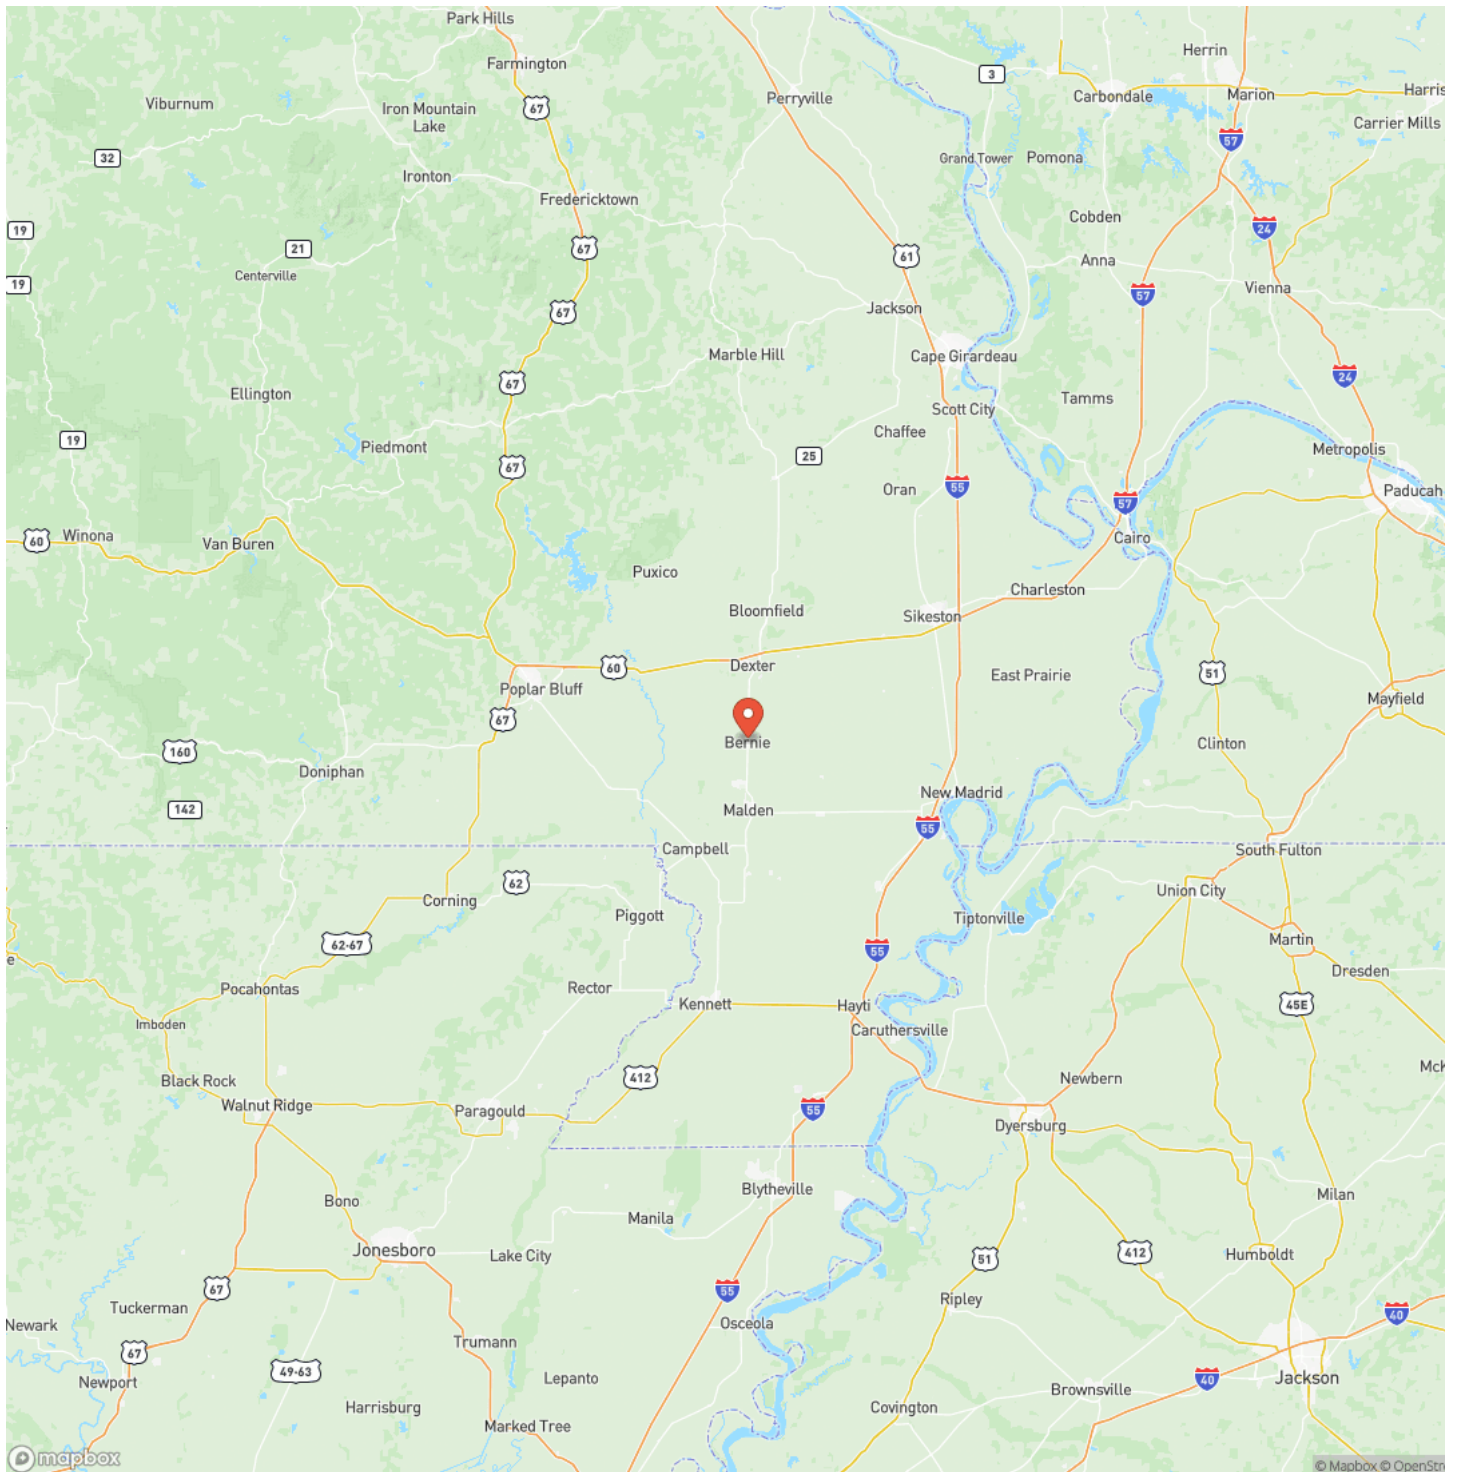 Park Hills
Herrin
Farmington
3
Perryville
Carbondale
Marion
Harris
Viburnum
Iron Mountain
Lake
67
Carrier Mills
57
32
Grand Tower
Pomona
Ironton
Fredericktown
Cobden
19
24
21
67
61
Anna
Centerville
19
57
Vienna
67
Jackson
Marble Hill
Cape Girardeau
24
67
Ellington
Tamms
Scott City
Chaffee
19
Piedmont
25
Metropolis
67
Oran
55
Paducah
57
60
Winona
Van Buren
Cairo
Puxico
Charleston
Bloomfield
Sikeston
60
Dexter
51
East Prairie
Poplar Bluff
Mayfield
67
160
Bernie
Clinton
Doniphan
142
Malden
New Madrid
55
Campbell
South Fulton
62
Union City
Corning
Piggott
Tiptonville
62-67
55
Martin
e
Dresden
Pocahontas
Rector
Kennett
Hayti
45E
Imboden
Caruthersville
McK
Black Rock
412
Newbern
Walnut Ridge
Paragould
55
Dyersburg
Blytheville
Bono
Manila
Milan
Jonesboro
Lake City
51
412
Humboldt
67
55
Tuckerman
Ripley
40
Newark
Osceola
Trumann
67
49-63
Lepanto
40
Jackson
Newport
Brownsville
Harrisburg
Covington
Marked Tree
mapbox
© Mapbox © OpenStre